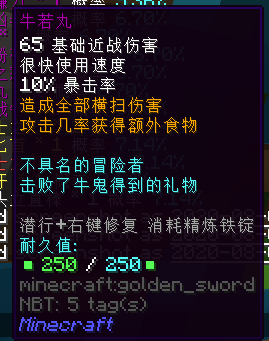 牛若丸
65 基础近战伤害
很快使用速度
10% 暴击率
造成全部横扫伤害
攻击几率获得额外食物
不具名的冒险者
击败了牛鬼得到的礼物
潜行+右键修复 消耗精炼铁锭
耐久值:
▪ 250 / 250 ▪
minecraft:golden_sword
NBT: 5 tag(s)
Minecraft